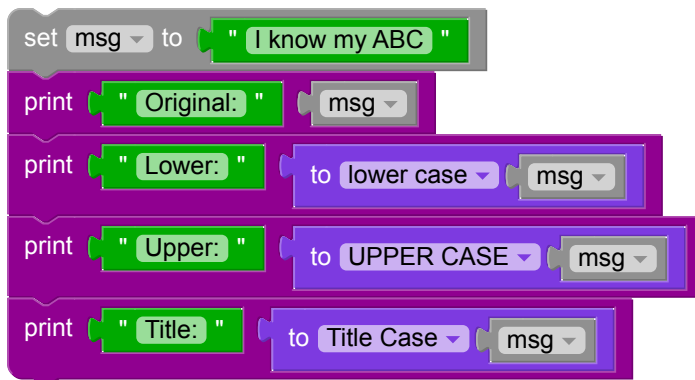 set msg to " I know my ABC "
print " Original: " msg
print " Lower: " to lower case msg
print " Upper: " to UPPER CASE msg
print " Title: " to Title Case msg